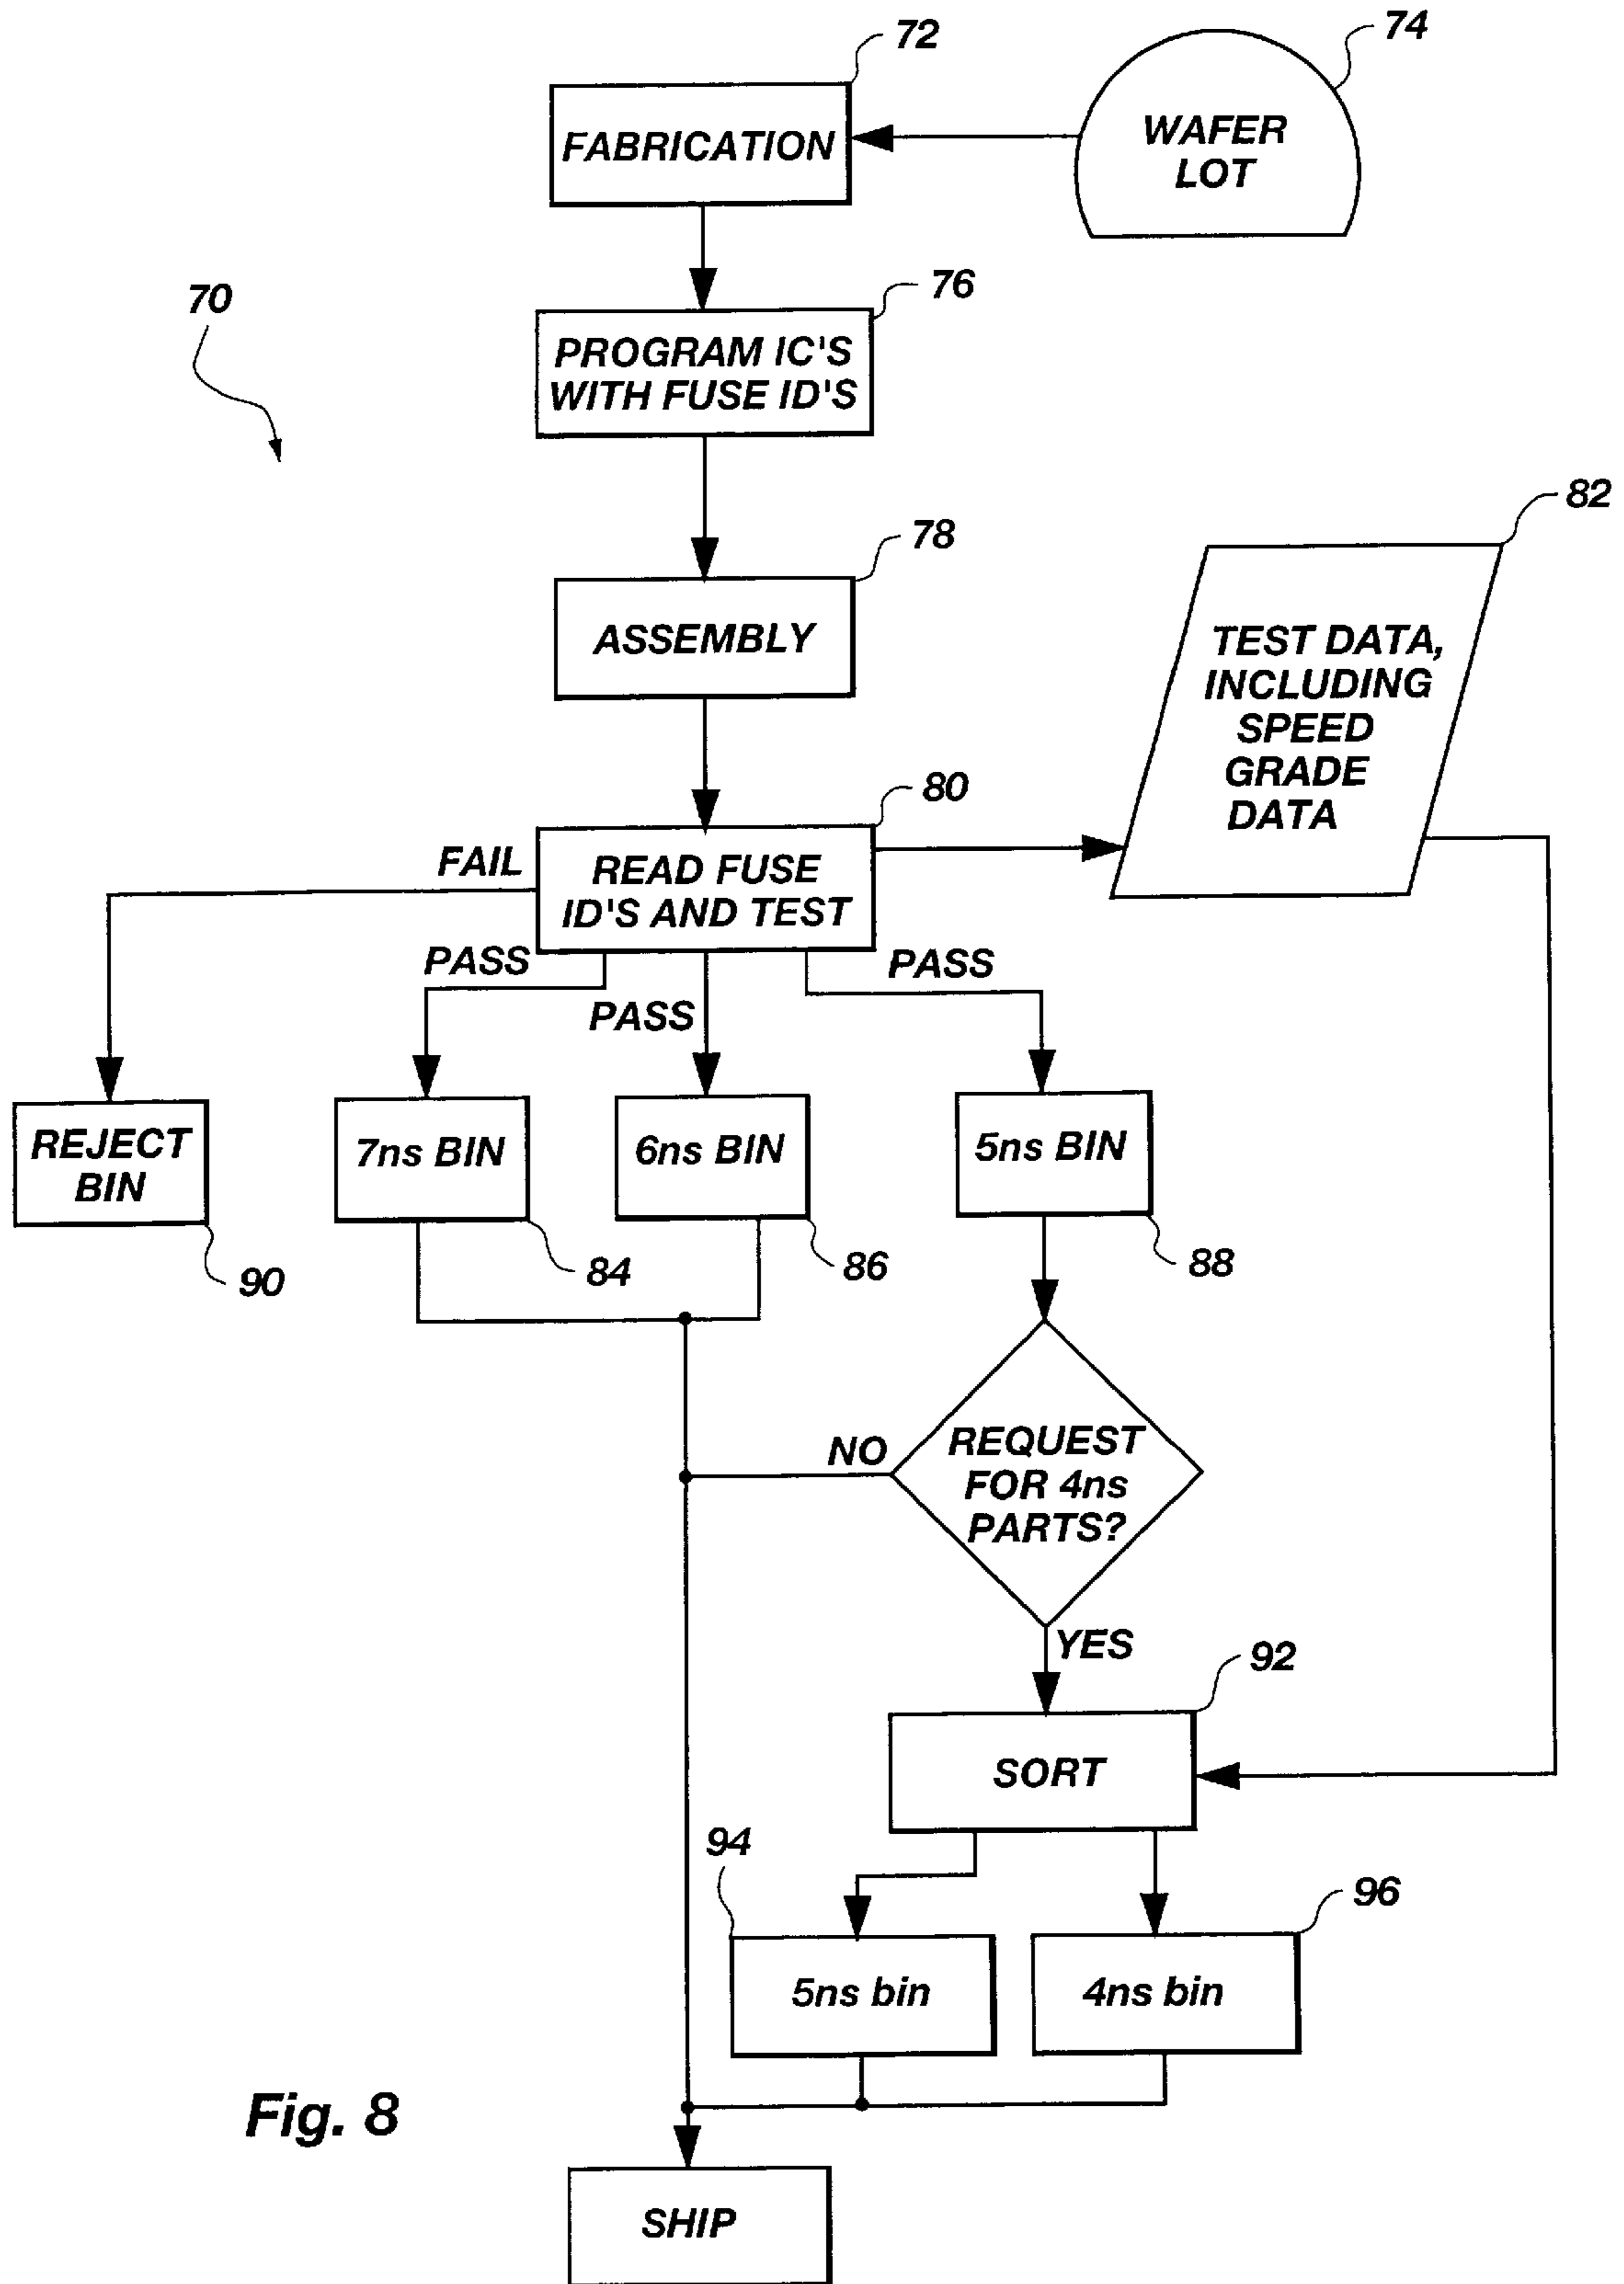 72
74
FABRICATION
WAFER
LOT
70
76
PROGRAM IC'S
WITH FUSE ID'S
78
82
ASSEMBLY
TEST DATA,
INCLUDING
SPEED
GRADE
DATA
80
FAIL
READ FUSE
ID'S AND TEST
PASS
PASS
PASS
REJECT
BIN
7ns BIN
6ns BIN
5ns BIN
90
84
86
88
NO
REQUEST
FOR 4ns
PARTS?
YES
92
SORT
94
96
5ns bin
4ns bin
Fig. 8
SHIP